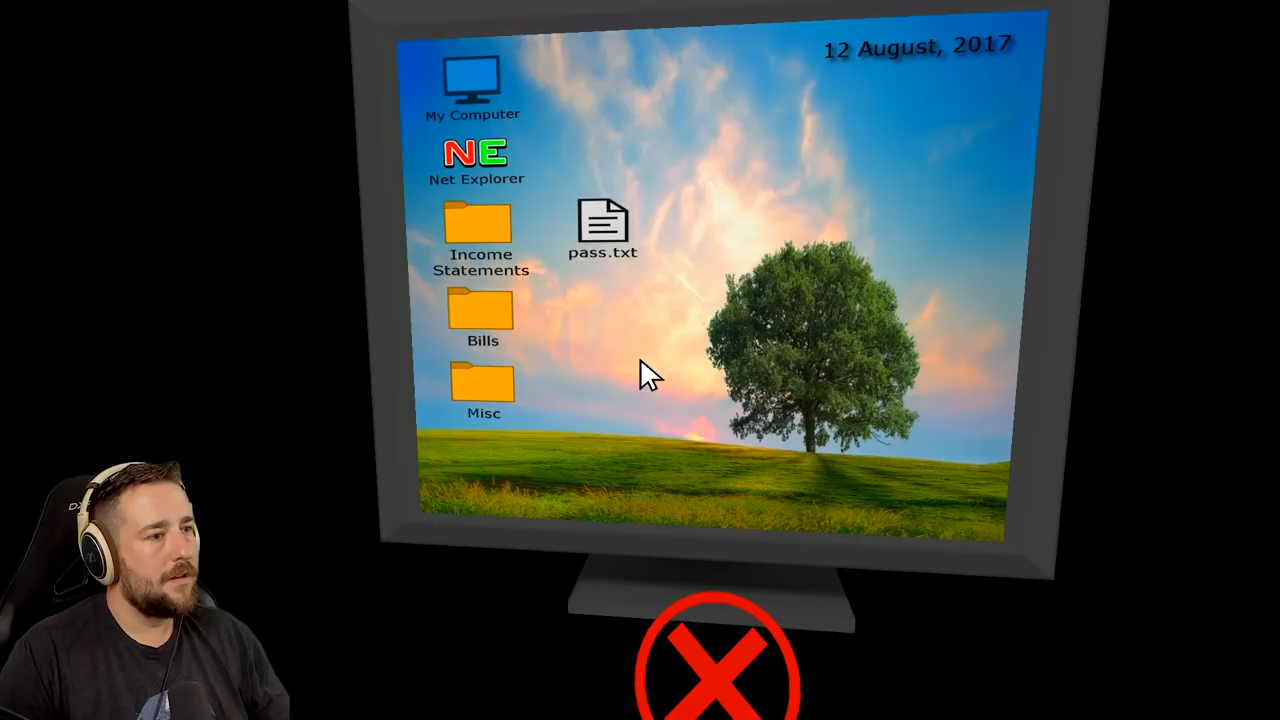 12 August, 2017
My Computer
NE
Net Explorer
Income
Statements
pass.txt
Bills
Misc